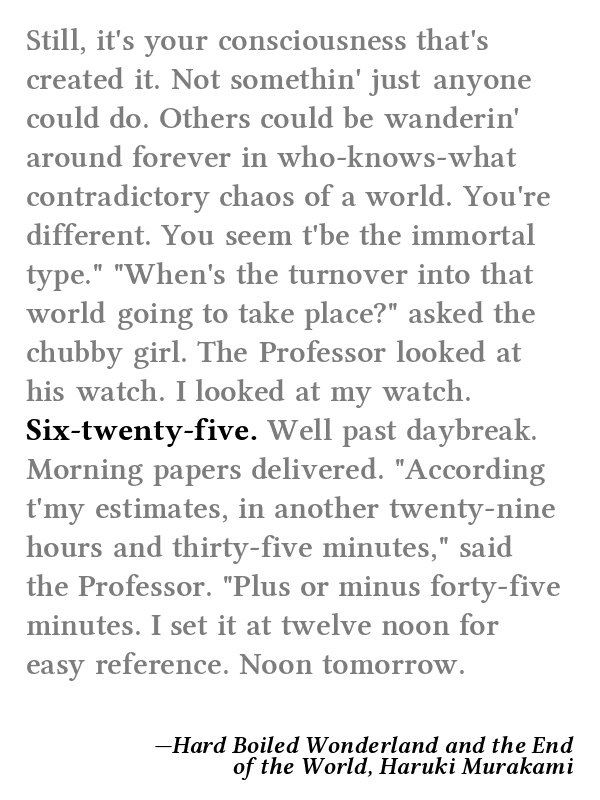 Still, it's your consciousness that's
created it. Not somethin' just anyone
could do. Others could be wanderin'
around forever in who-knows-what
contradictory chaos of a world. You're
different. You seem t'be the immortal
type." "When's the turnover into that
world going to take place?" asked the
chubby girl. The Professor looked at
his watch. I looked at my watch.
Six-twenty-five. Well past daybreak.
Morning papers delivered. "According
t'my estimates, in another twenty-nine
hours and thirty-five minutes," said
the Professor. "Plus or minus forty-five
minutes. I set it at twelve noon for
easy reference. Noon tomorrow.
—Hard Boiled Wonderland and the End
of the World, Haruki Murakami